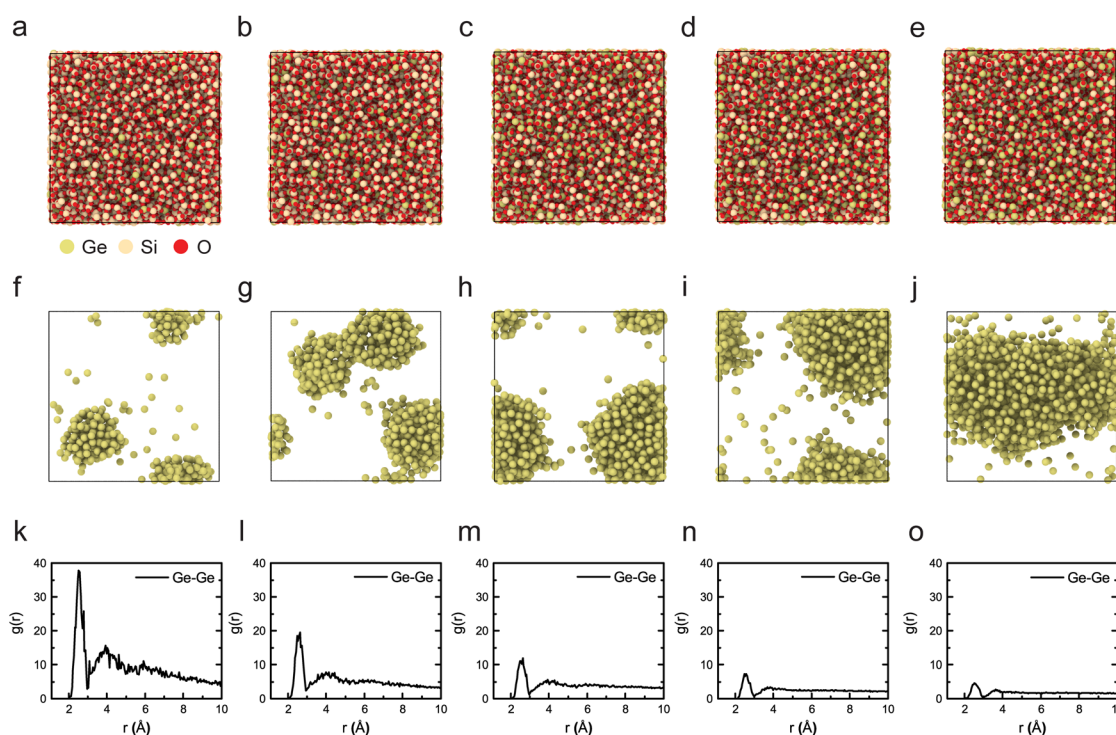 a b c d e
Ge Si O
f g h i j
k l m n o
40 Ge-Ge 40 Ge-Ge 40 Ge-Ge 40 Ge-Ge 40 Ge-Ge
30 30 30 30 30
g(r) g(r) g(r) g(r) g(r)
20 20 20 20 20
10 10 10 10 10
0 0 0 0 0
2 4 6 8 10 2 4 6 8 10 2 4 6 8 10 2 4 6 8 10 2 4 6 8 10
r (Å) r (Å) r (Å) r (Å) r (Å)